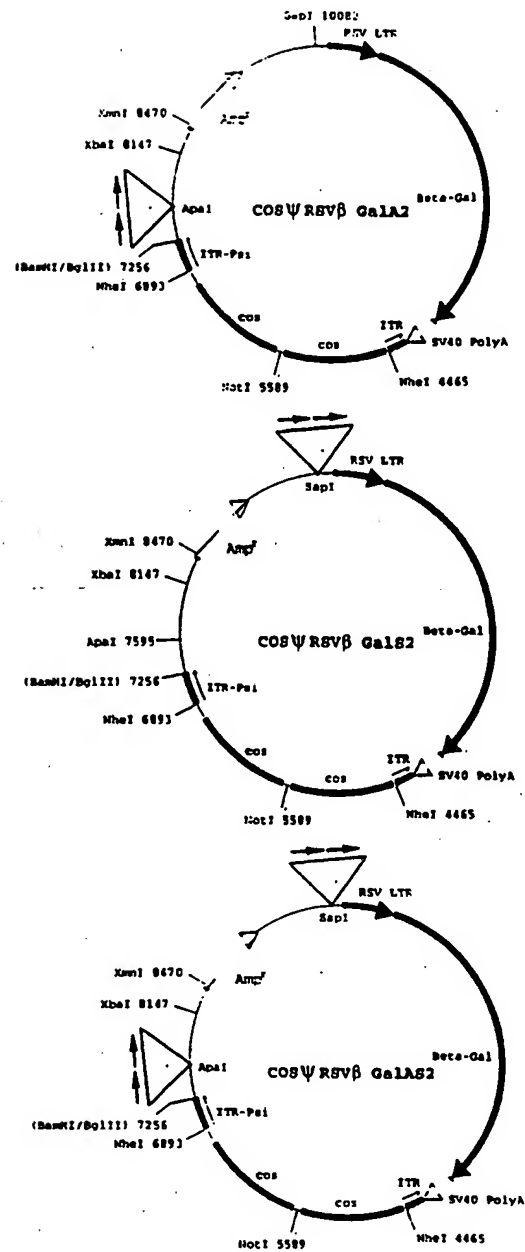 SapI 10082
RSV LTR
Amp^r
XmnI 8470
XbaI 8147
ApaI
COSΨRSVβ GalA2
Beta-Gal
(BamHI/BglII) 7256
ITR-Psi
NheI 6893
cos
cos
ITR
SV40 PolyA
NotI 5589
NheI 4465
RSV LTR
SapI
XmnI 8470
Amp^r
XbaI 8147
ApaI 7595
COSΨRSVβ GalS2
Beta-Gal
(BamHI/BglII) 7256
ITR-Psi
NheI 6893
cos
cos
ITR
SV40 PolyA
NotI 5589
NheI 4465
RSV LTR
SapI
XmnI 8470
Amp^r
XbaI 8147
ApaI
COSΨRSVβ GalAS2
Beta-Gal
(BamHI/BglII) 7256
ITR-Psi
NheI 6893
cos
cos
ITR
SV40 PolyA
NotI 5589
NheI 4465